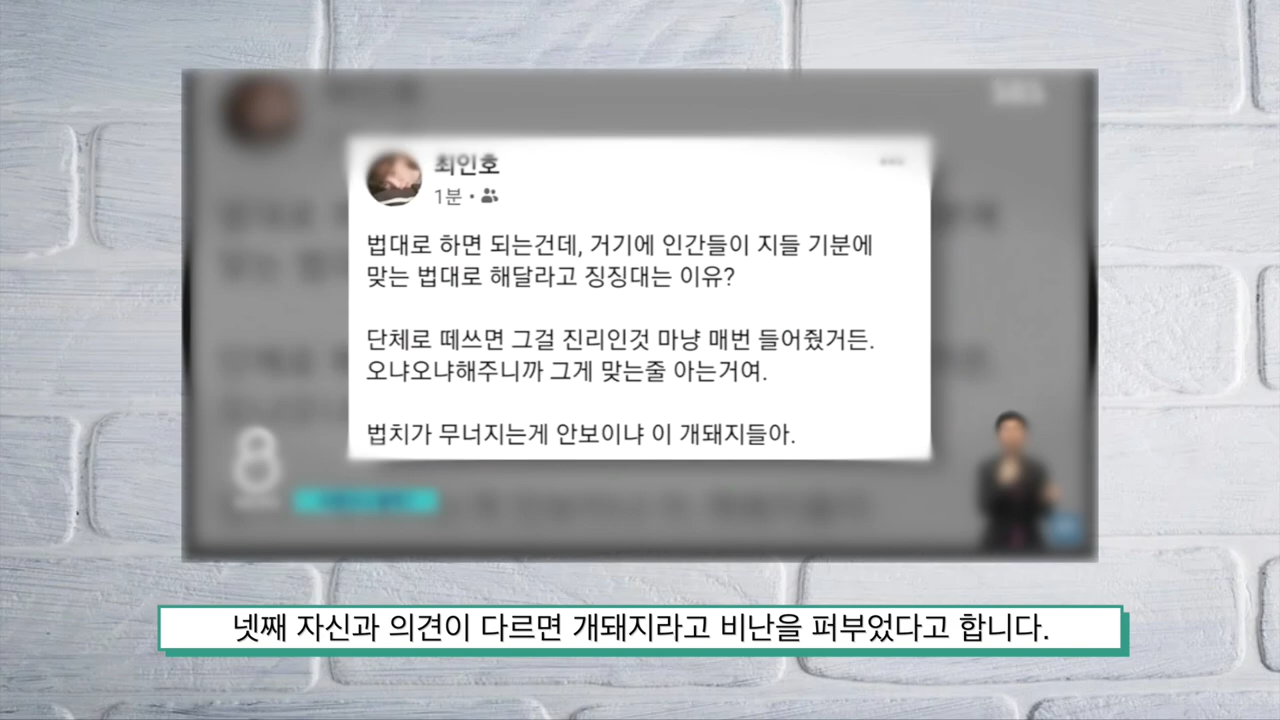 최인호
1분 ·
법대로 하면 되는건데, 거기에 인간들이 지들 기분에
맞는 법대로 해달라고 징징대는 이유?
단체로 떼쓰면 그걸 진리인것 마냥 매번 들어줬거든.
오냐오냐해주니까 그게 맞는줄 아는거여.
법치가 무너지는게 안보이냐 이 개돼지들아.
넷째 자신과 의견이 다르면 개돼지라고 비난을 퍼부었다고 합니다.